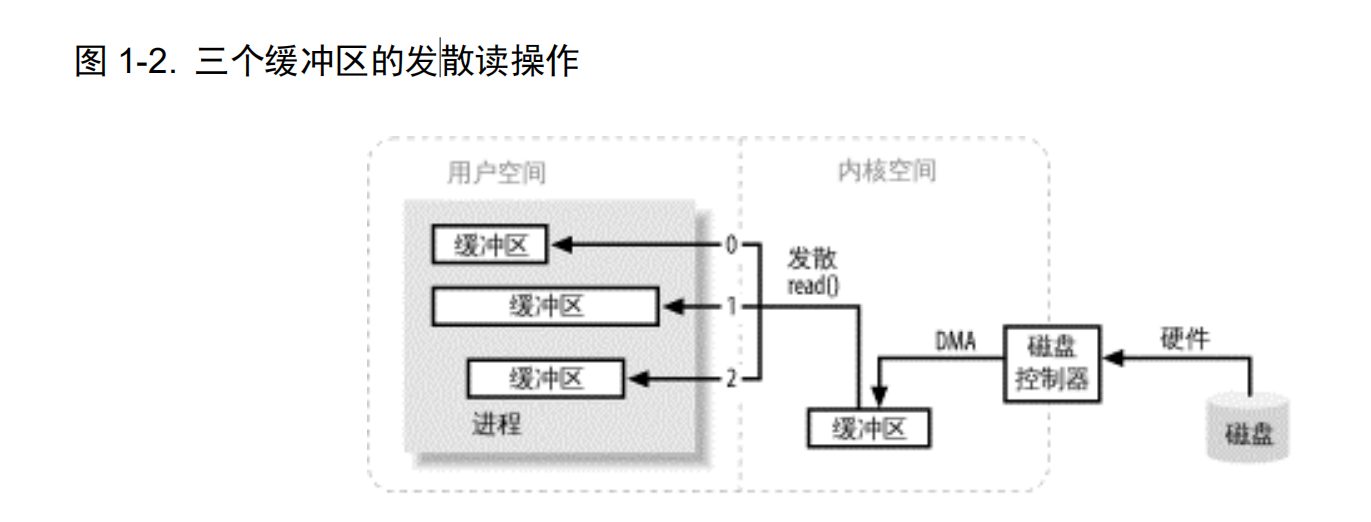 图 1-2. 三个缓冲区的发散读操作
用户空间
内核空间
缓冲区
0
发散
read()
缓冲区
1
DMA
磁盘
控制器
硬件
缓冲区
2
进程
缓冲区
磁盘